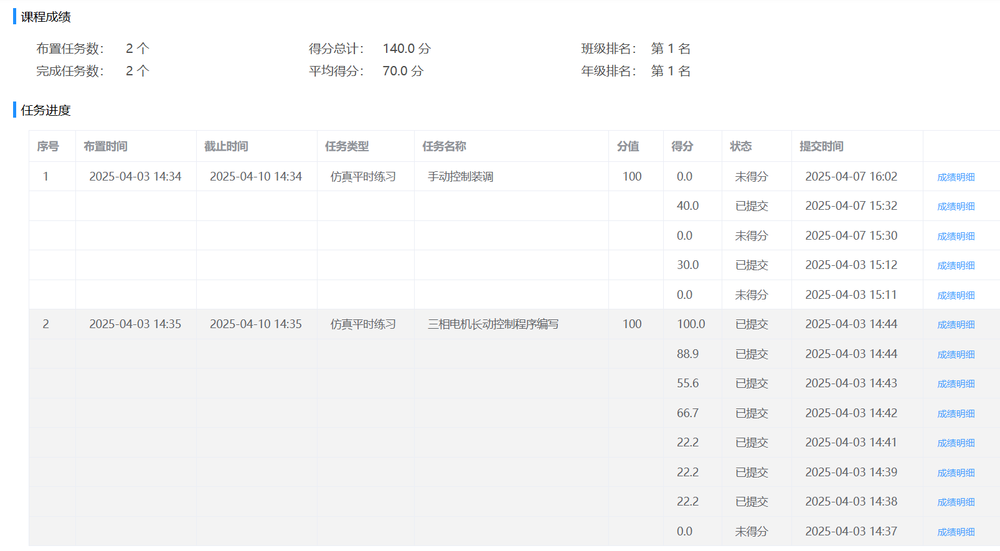 课程成绩
布置任务数： 2 个 得分总计： 140.0 分 班级排名： 第 1 名
完成任务数： 2 个 平均得分： 70.0 分 年级排名： 第 1 名
任务进度
序号 布置时间 截止时间 任务类型 任务名称 分值 得分 状态 提交时间
1 2025-04-03 14:34 2025-04-10 14:34 仿真平时练习 手动控制装调 100 0.0 未得分 2025-04-07 16:02 成绩明细
40.0 已提交 2025-04-07 15:32 成绩明细
0.0 未得分 2025-04-07 15:30 成绩明细
30.0 已提交 2025-04-03 15:12 成绩明细
0.0 未得分 2025-04-03 15:11 成绩明细
2 2025-04-03 14:35 2025-04-10 14:35 仿真平时练习 三相电机长动控制程序编写 100 100.0 已提交 2025-04-03 14:44 成绩明细
88.9 已提交 2025-04-03 14:44 成绩明细
55.6 已提交 2025-04-03 14:43 成绩明细
66.7 已提交 2025-04-03 14:42 成绩明细
22.2 已提交 2025-04-03 14:41 成绩明细
22.2 已提交 2025-04-03 14:39 成绩明细
22.2 已提交 2025-04-03 14:38 成绩明细
0.0 未得分 2025-04-03 14:37 成绩明细